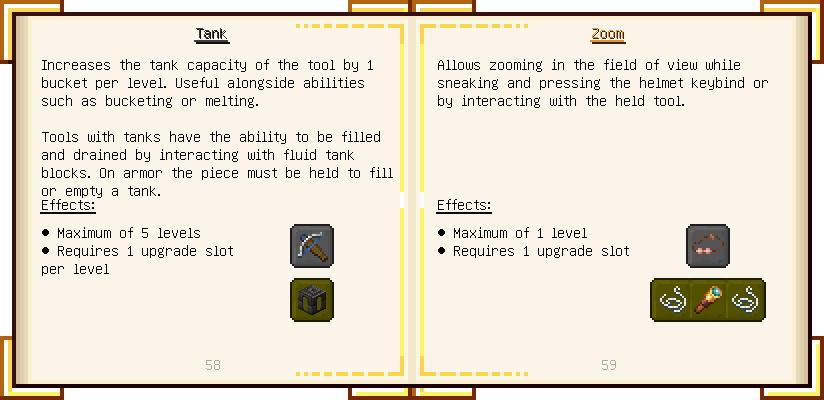 Tank
Increases the tank capacity of the tool by 1
bucket per level. Useful alongside abilities
such as bucketing or melting.
Tools with tanks have the ability to be filled
and drained by interacting with fluid tank
blocks. On armor the piece must be held to fill
or empty a tank.
Effects:
• Maximum of 5 levels
• Requires 1 upgrade slot
per level
58
Zoom
Allows zooming in the field of view while
sneaking and pressing the helmet keybind or
by interacting with the held tool.
Effects:
• Maximum of 1 level
• Requires 1 upgrade slot
59